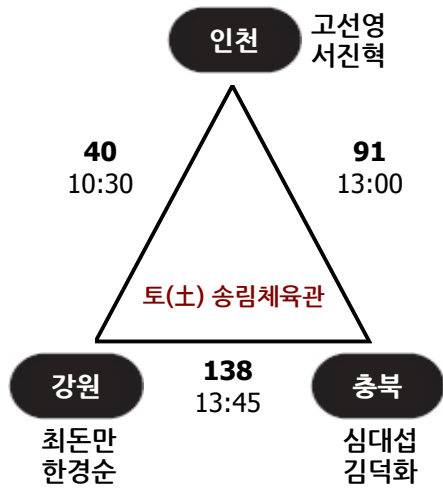 인천
고선영
서진혁
40
10:30
91
13:00
토(土) 송림체육관
강원
138
13:45
충북
최돈만
한경순
심대섭
김덕화